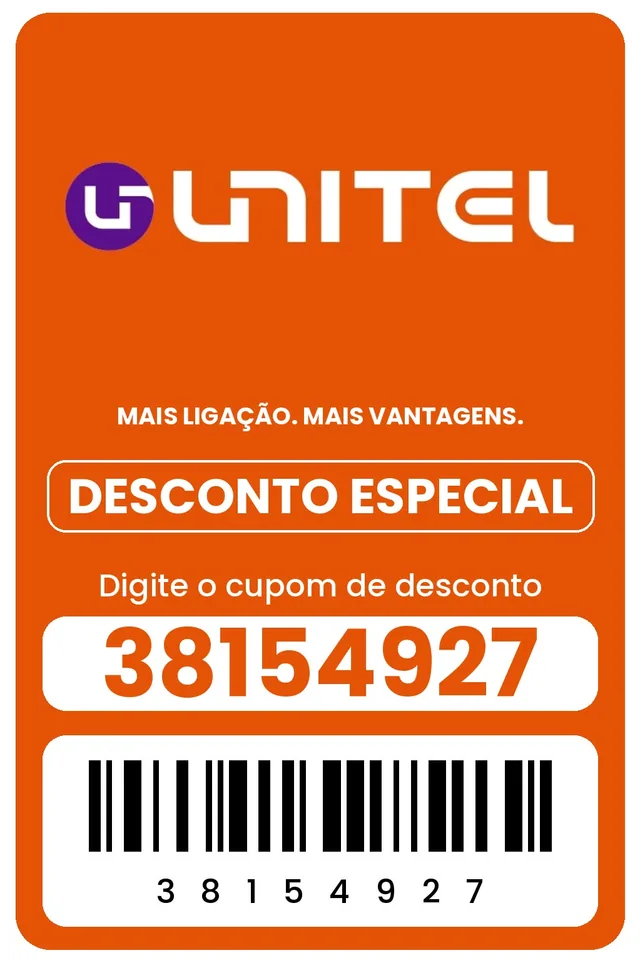 UNITEL
MAIS LIGAÇÃO. MAIS VANTAGENS.
DESCONTO ESPECIAL
Digite o cupom de desconto
38154927
3 8 1 5 4 9 2 7